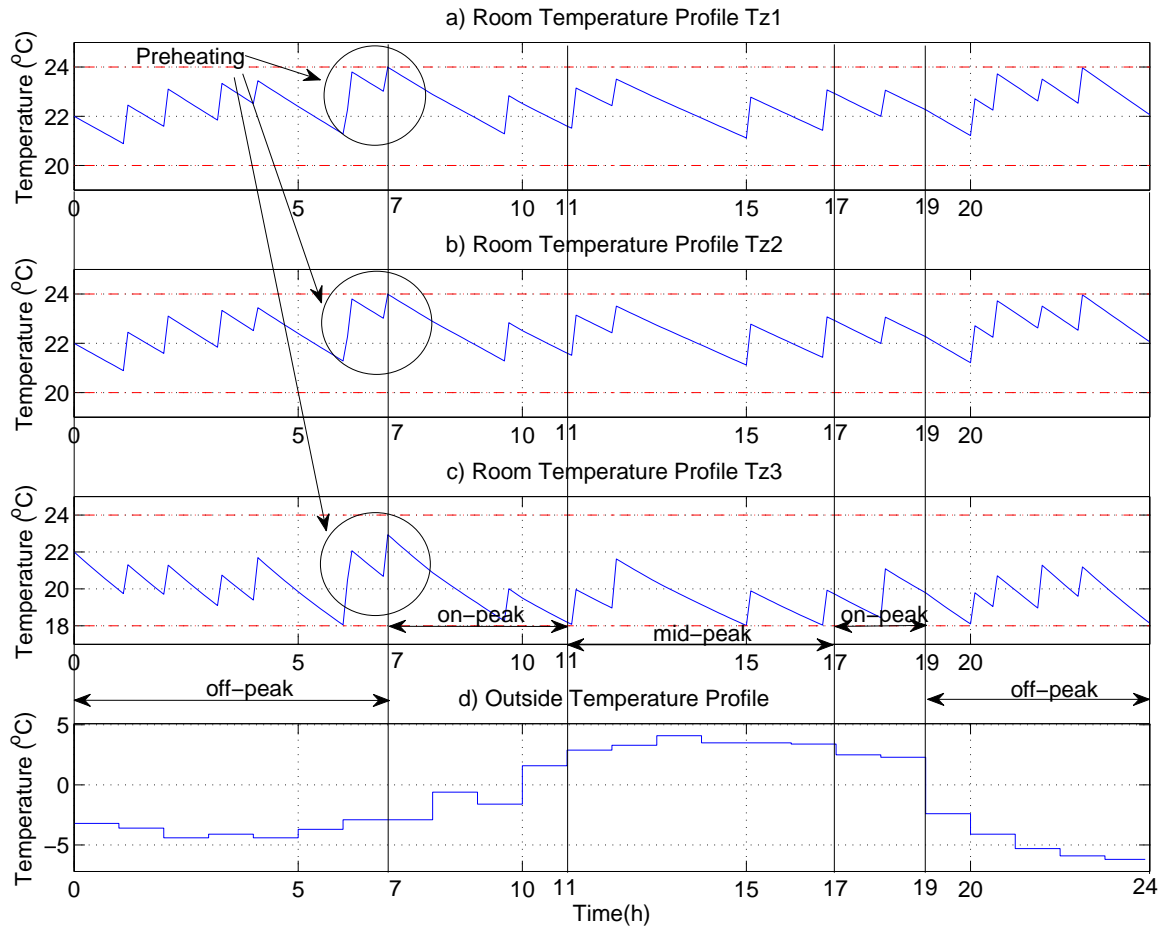 a) Room Temperature Profile Tz1
Preheating
Temperature (⁰C)
24
22
20
0 5 7 10 11 15 17 19 20
b) Room Temperature Profile Tz2
Temperature (⁰C)
24
22
20
0 5 7 10 11 15 17 19 20
c) Room Temperature Profile Tz3
Temperature (⁰C)
24
22
20
18
on−peak
mid−peak
on−peak
0 5 7 10 11 15 17 19 20
off−peak
off−peak
d) Outside Temperature Profile
Temperature (⁰C)
5
0
−5
0 5 7 10 11 15 17 19 20 24
Time(h)